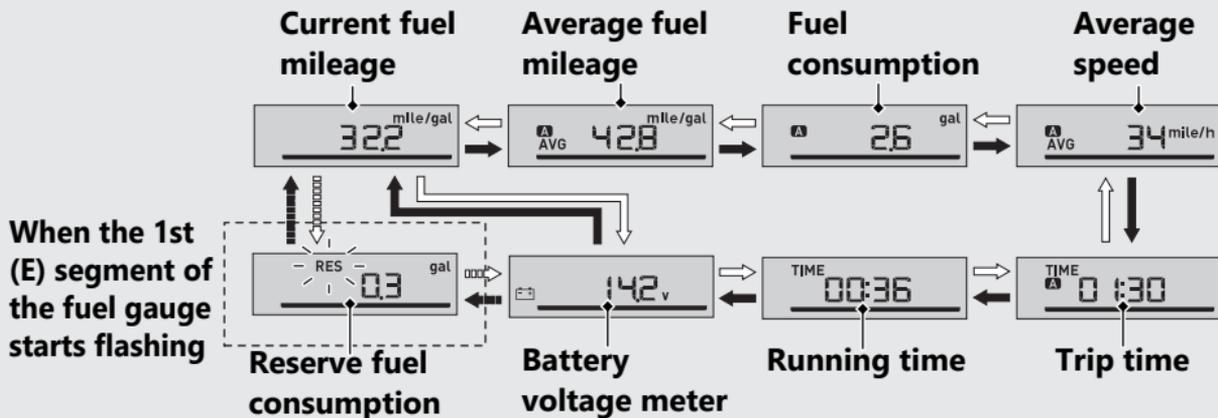 Current fuel
mileage
Average fuel
mileage
Fuel
consumption
Average
speed
mile/gal
32.2
A
AVG
42.8
mile/gal
A
2.6
gal
A
AVG
34 mile/h
When the 1st
(E) segment of
the fuel gauge
starts flashing
RES
0.3
gal
14.2 v
TIME
00:36
TIME
A
01:30
Reserve fuel
consumption
Battery
voltage meter
Running time
Trip time